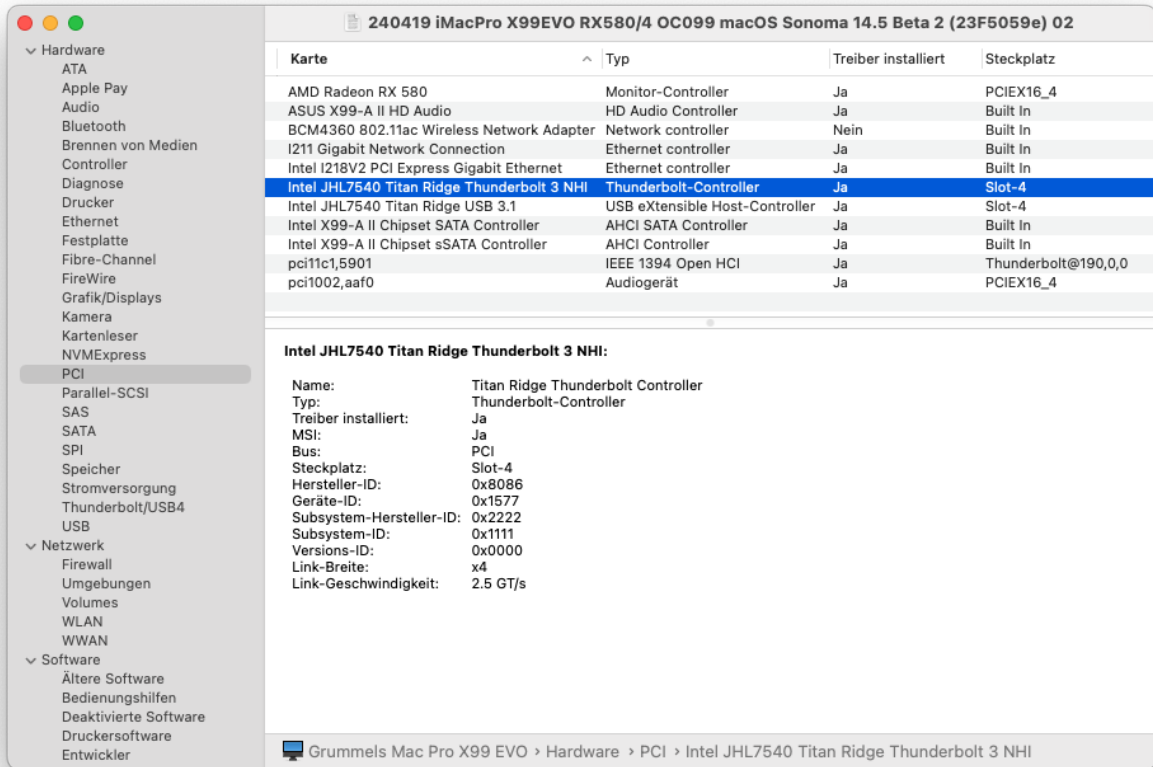 240419 iMacPro X99EVO RX580/4 OC099 macOS Sonoma 14.5 Beta 2 (23F5059e) 02
Hardware
ATA
Apple Pay
Audio
Bluetooth
Brennen von Medien
Controller
Diagnose
Drucker
Ethernet
Festplatte
Fibre-Channel
FireWire
Grafik/Displays
Kamera
Kartenleser
NVMExpress
PCI
Parallel-SCSI
SAS
SATA
SPI
Speicher
Stromversorgung
Thunderbolt/USB4
USB
Netzwerk
Firewall
Umgebungen
Volumes
WLAN
WWAN
Software
Ältere Software
Bedienungshilfen
Deaktivierte Software
Druckersoftware
Entwickler
Karte Typ Treiber installiert Steckplatz
AMD Radeon RX 580 Monitor-Controller Ja PCIEX16_4
ASUS X99-A II HD Audio HD Audio Controller Ja Built In
BCM4360 802.11ac Wireless Network Adapter Network controller Nein Built In
I211 Gigabit Network Connection Ethernet controller Ja Built In
Intel I218V2 PCI Express Gigabit Ethernet Ethernet controller Ja Built In
Intel JHL7540 Titan Ridge Thunderbolt 3 NHI Thunderbolt-Controller Ja Slot-4
Intel JHL7540 Titan Ridge USB 3.1 USB eXtensible Host-Controller Ja Slot-4
Intel X99-A II Chipset SATA Controller AHCI SATA Controller Ja Built In
Intel X99-A II Chipset sSATA Controller AHCI Controller Ja Built In
pci11c1,5901 IEEE 1394 Open HCI Ja Thunderbolt@190,0,0
pci1002,aaf0 Audiogerät Ja PCIEX16_4
Intel JHL7540 Titan Ridge Thunderbolt 3 NHI:
Name: Titan Ridge Thunderbolt Controller
Typ: Thunderbolt-Controller
Treiber installiert: Ja
MSI: Ja
Bus: PCI
Steckplatz: Slot-4
Hersteller-ID: 0x8086
Geräte-ID: 0x1577
Subsystem-Hersteller-ID: 0x2222
Subsystem-ID: 0x1111
Versions-ID: 0x0000
Link-Breite: x4
Link-Geschwindigkeit: 2.5 GT/s
Grummels Mac Pro X99 EVO › Hardware › PCI › Intel JHL7540 Titan Ridge Thunderbolt 3 NHI